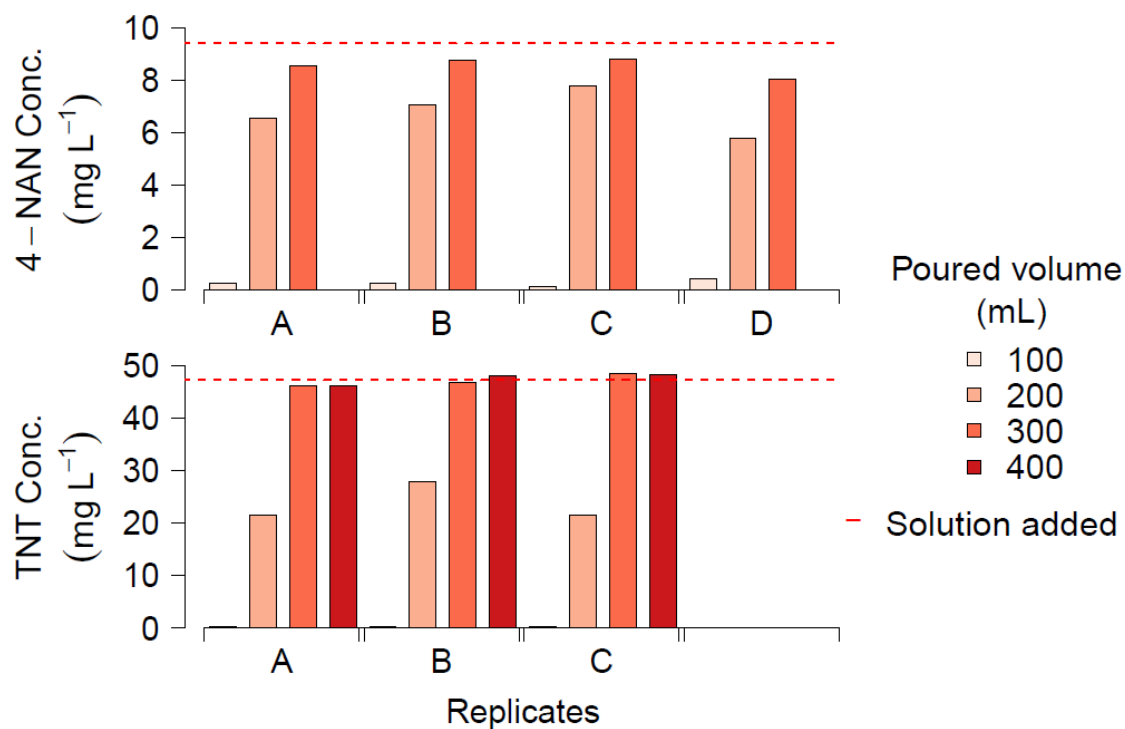 4 – NAN Conc.
(mg L⁻¹)
10
8
6
4
2
0
A B C D
TNT Conc.
(mg L⁻¹)
50
40
30
20
10
0
A B C
Replicates
Poured volume
(mL)
100
200
300
400
Solution added